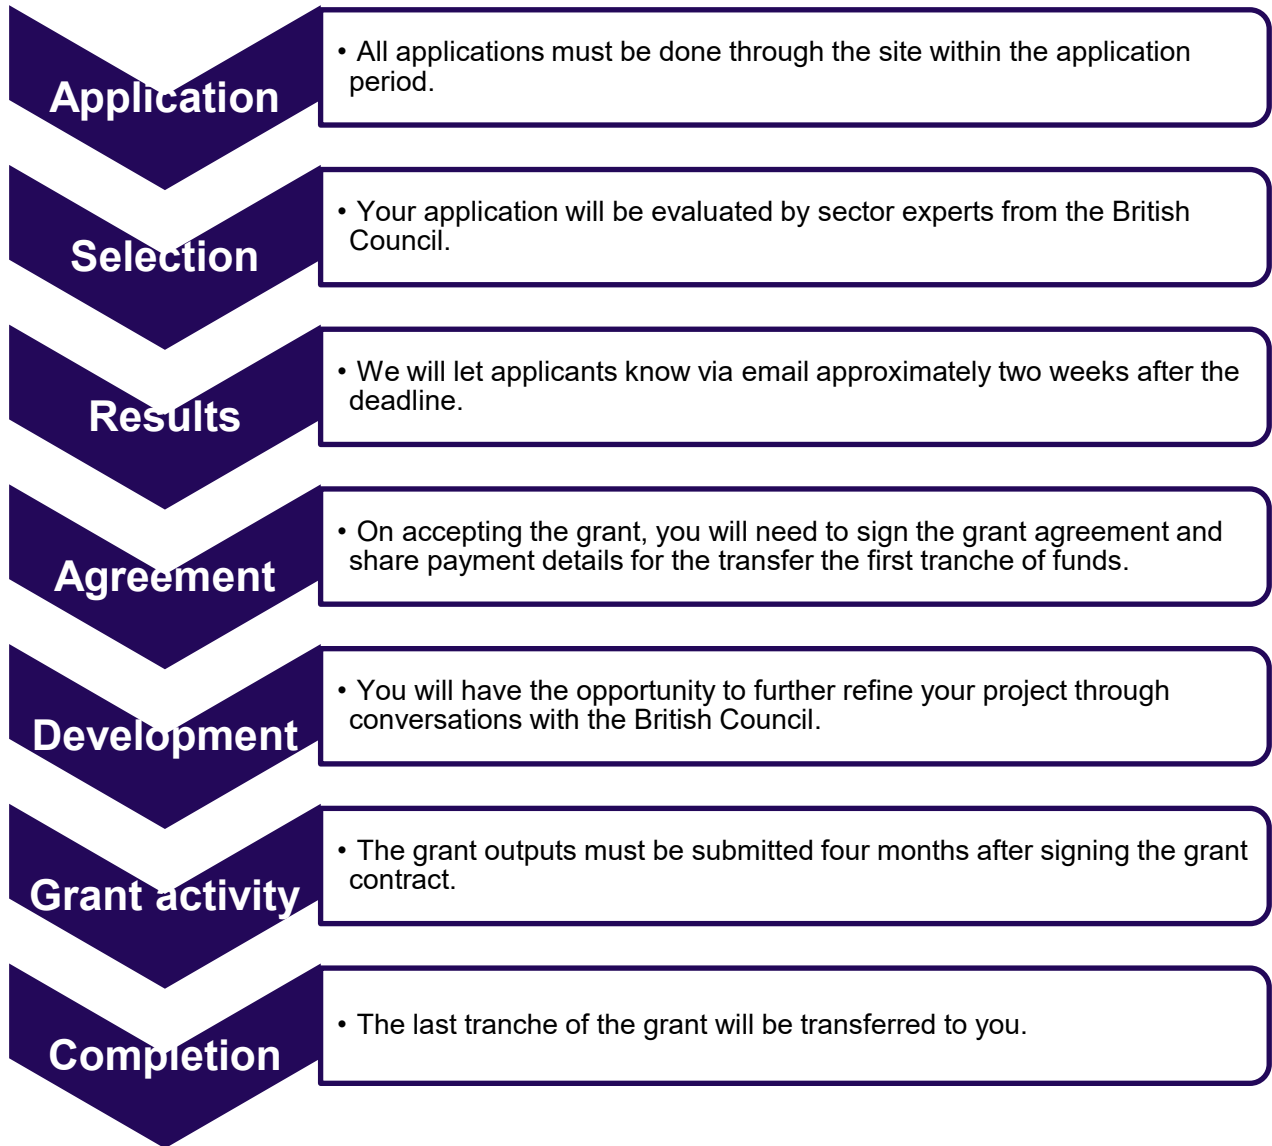 Application
• All applications must be done through the site within the application
period.
Selection
• Your application will be evaluated by sector experts from the British
Council.
Results
• We will let applicants know via email approximately two weeks after the
deadline.
Agreement
• On accepting the grant, you will need to sign the grant agreement and
share payment details for the transfer the first tranche of funds.
Development
• You will have the opportunity to further refine your project through
conversations with the British Council.
Grant activity
• The grant outputs must be submitted four months after signing the grant
contract.
Completion
• The last tranche of the grant will be transferred to you.